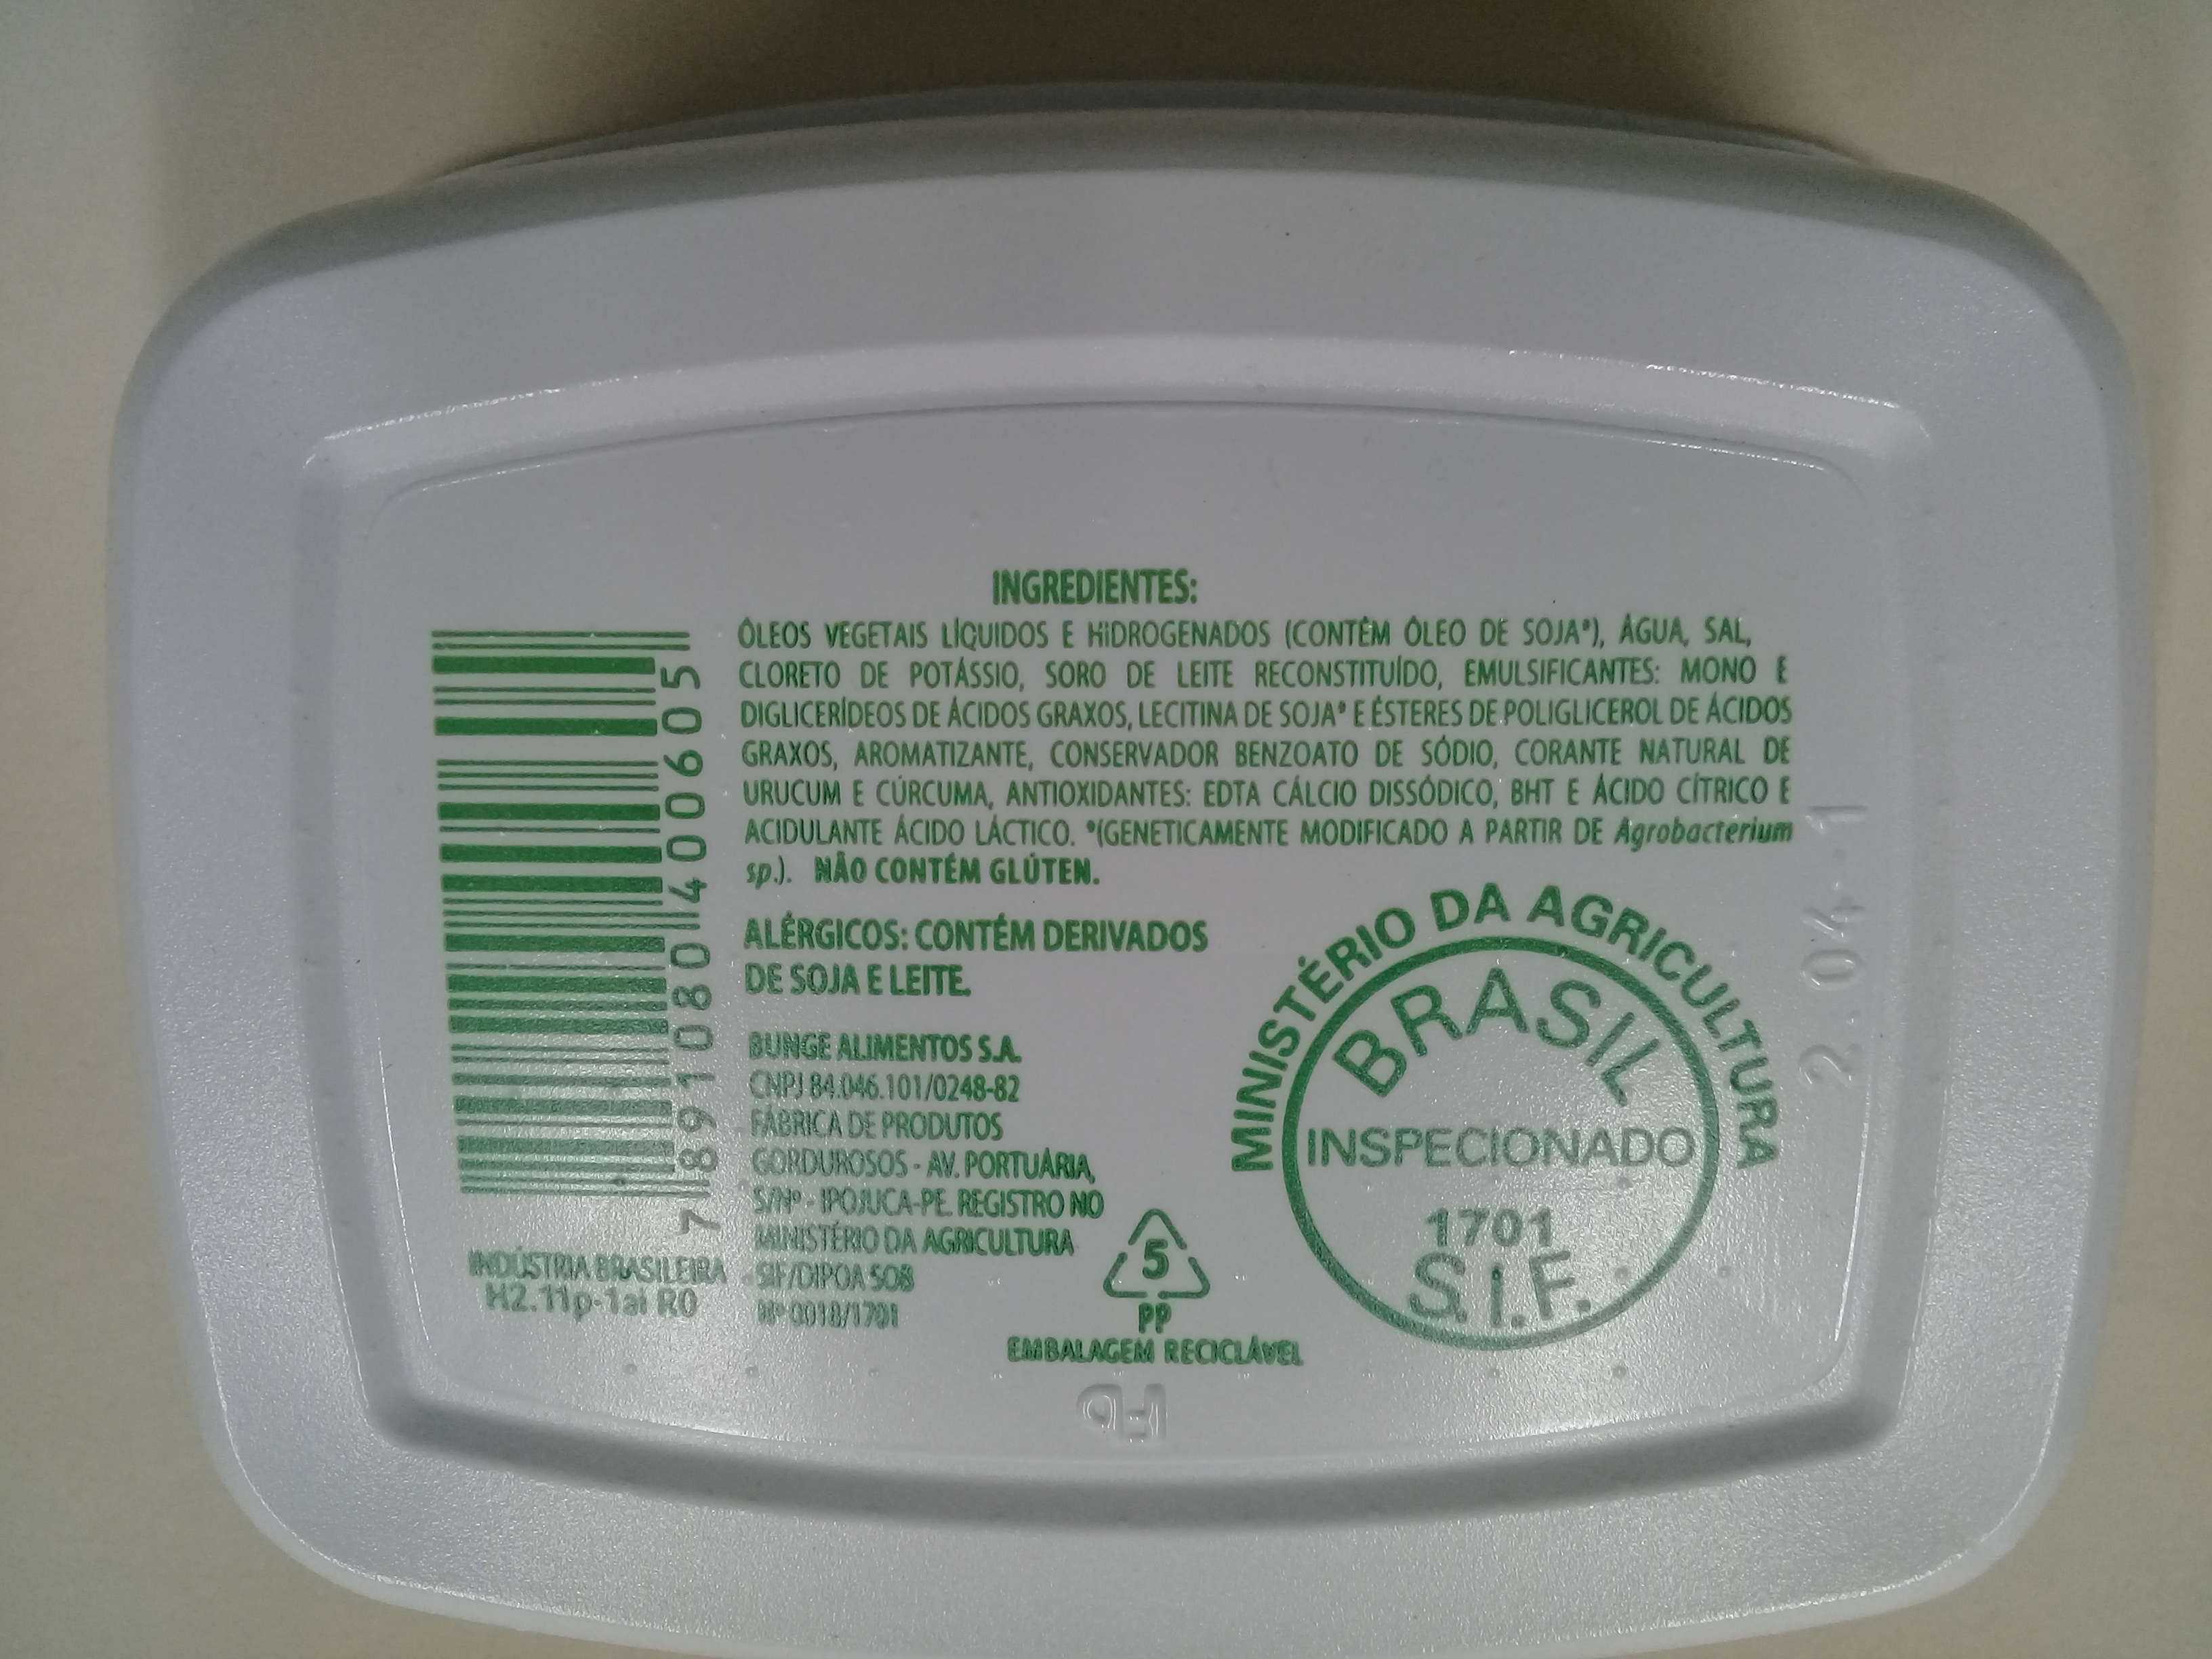 INGREDIENTES:
ÓLEOS VEGETAIS LÍQUIDOS E HIDROGENADOS (CONTÉM ÓLEO DE SOJA*), ÁGUA, SAL,
CLORETO DE POTÁSSIO, SORO DE LEITE RECONSTITUÍDO, EMULSIFICANTES: MONO E
DIGLICERÍDEOS DE ÁCIDOS GRAXOS, LECITINA DE SOJA* E ÉSTERES DE POLIGLICEROL DE ÁCIDOS
GRAXOS, AROMATIZANTE, CONSERVADOR BENZOATO DE SÓDIO, CORANTE NATURAL DE
URUCUM E CÚRCUMA, ANTIOXIDANTES: EDTA CÁLCIO DISSÓDICO, BHT E ÁCIDO CÍTRICO E
ACIDULANTE ÁCIDO LÁCTICO. *(GENETICAMENTE MODIFICADO A PARTIR DE Agrobacterium
sp.). NÃO CONTÉM GLÚTEN.
ALÉRGICOS: CONTÉM DERIVADOS
DE SOJA E LEITE.
BUNGE ALIMENTOS S.A.
CNPJ 84.046.101/0248-82
FÁBRICA DE PRODUTOS
GORDUROSOS - AV. PORTUÁRIA,
S/Nº - IPOJUCA-PE. REGISTRO NO
MINISTÉRIO DA AGRICULTURA
SIF/DIPOA SOB
Nº 0018/1701
7 891080 400605
INDÚSTRIA BRASILEIRA
H2.11p-1al R0
5
PP
EMBALAGEM RECICLÁVEL
MINISTÉRIO DA AGRICULTURA
BRASIL
INSPECIONADO
1701
S.I.F.
2.04-1